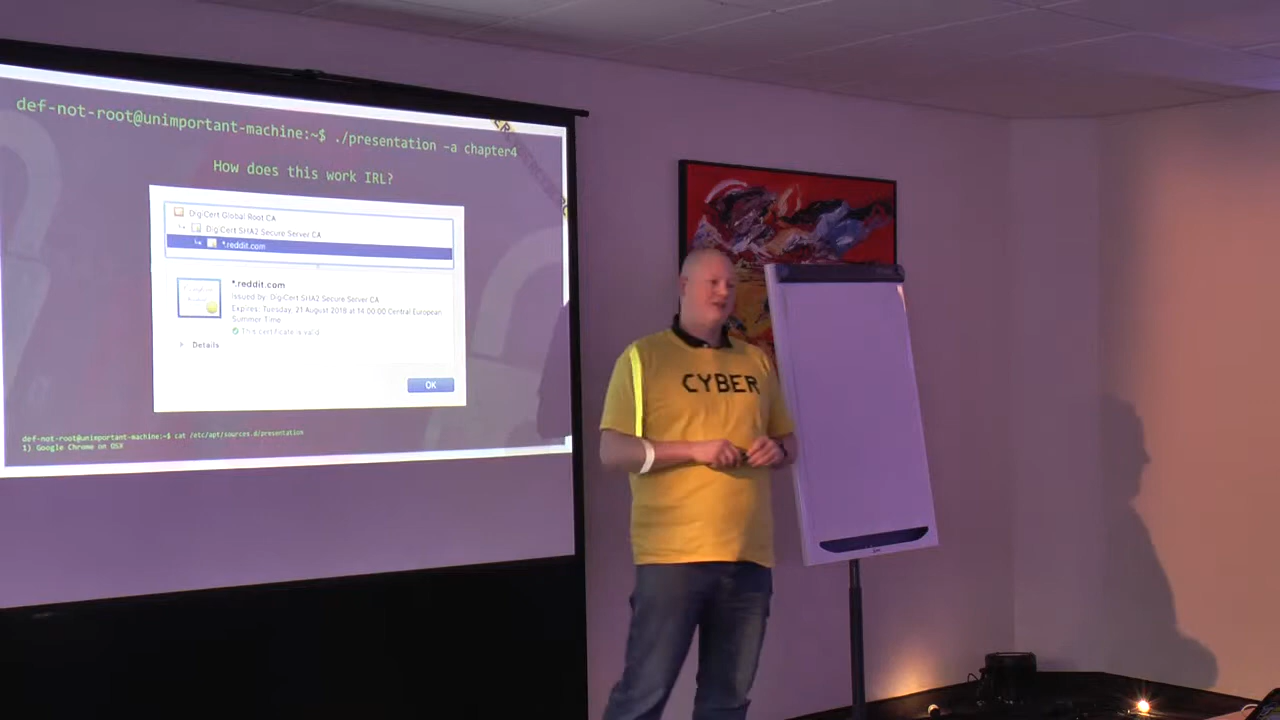 def-not-root@unimportant-machine:~$ ./presentation -a chapter4
How does this work IRL?
DigiCert Global Root CA
DigiCert SHA2 Secure Server CA
*.reddit.com
*.reddit.com
Issued by: DigiCert SHA2 Secure Server CA
Expires: Tuesday, 21 August 2018 at 14:00:00 Central European
Summer Time
This certificate is valid
Details
OK
def-not-root@unimportant-machine:~$ cat /etc/apt/sources.d/presentation
1) Google Chrome on OSX
CYBER